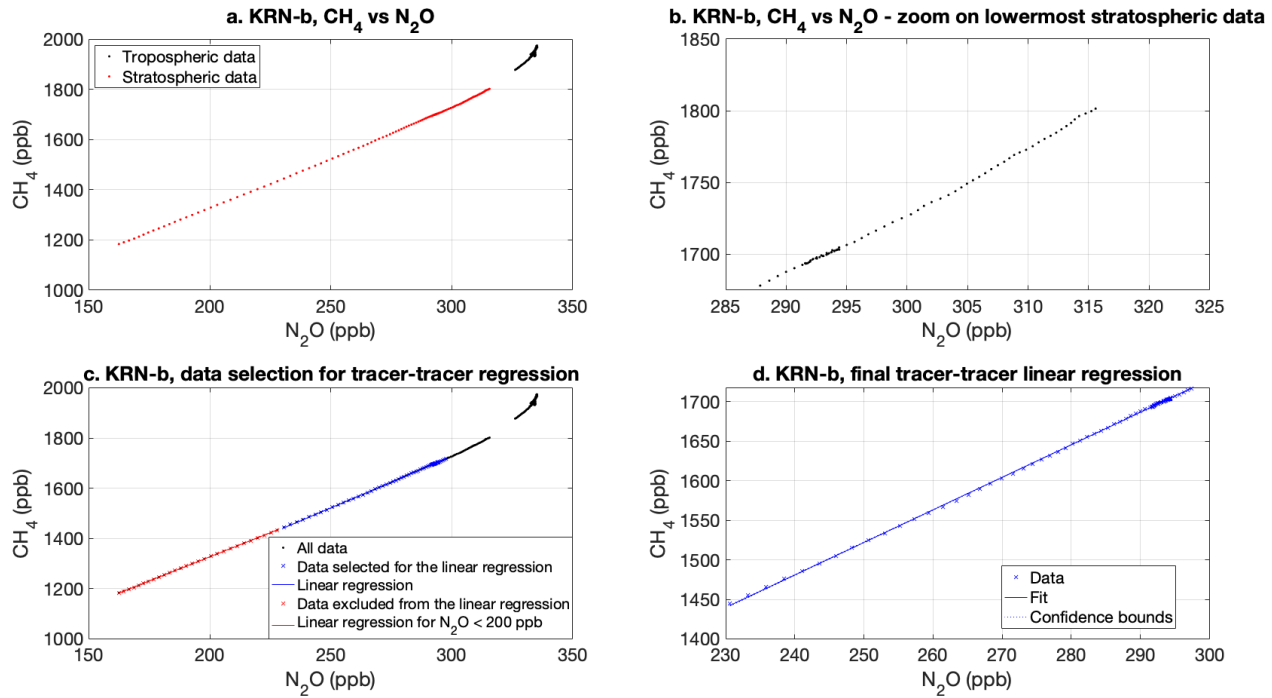 a. KRN-b, CH4 vs N2O
2000
1800
1600
1400
1200
1000
CH4 (ppb)
Tropospheric data
Stratospheric data
150 200 250 300 350
N2O (ppb)
b. KRN-b, CH4 vs N2O - zoom on lowermost stratospheric data
1850
1800
1750
1700
CH4 (ppb)
285 290 295 300 305 310 315 320 325
N2O (ppb)
c. KRN-b, data selection for tracer-tracer regression
2000
1800
1600
1400
1200
1000
CH4 (ppb)
All data
Data selected for the linear regression
Linear regression
Data excluded from the linear regression
Linear regression for N2O < 200 ppb
150 200 250 300 350
N2O (ppb)
d. KRN-b, final tracer-tracer linear regression
1700
1650
1600
1550
1500
1450
1400
CH4 (ppb)
Data
Fit
Confidence bounds
230 240 250 260 270 280 290 300
N2O (ppb)